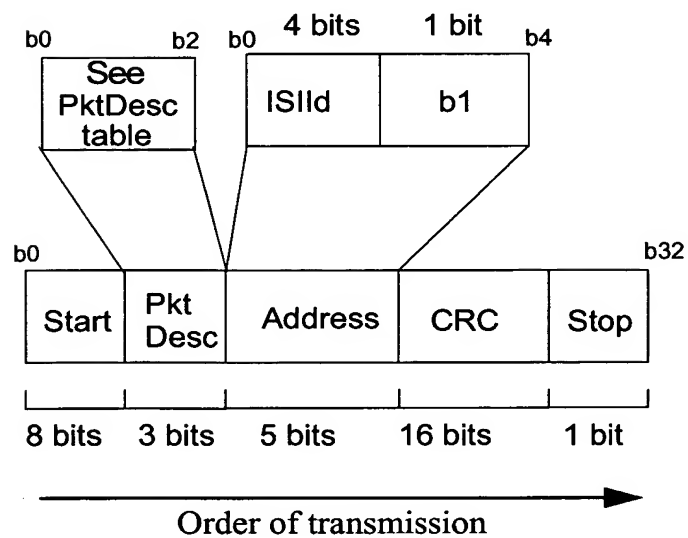 4 bits 1 bit
b0 b2 b0 b4
See
PktDesc
table
ISIId b1
b0 b32
Start Pkt
Desc Address CRC Stop
8 bits 3 bits 5 bits 16 bits 1 bit
Order of transmission